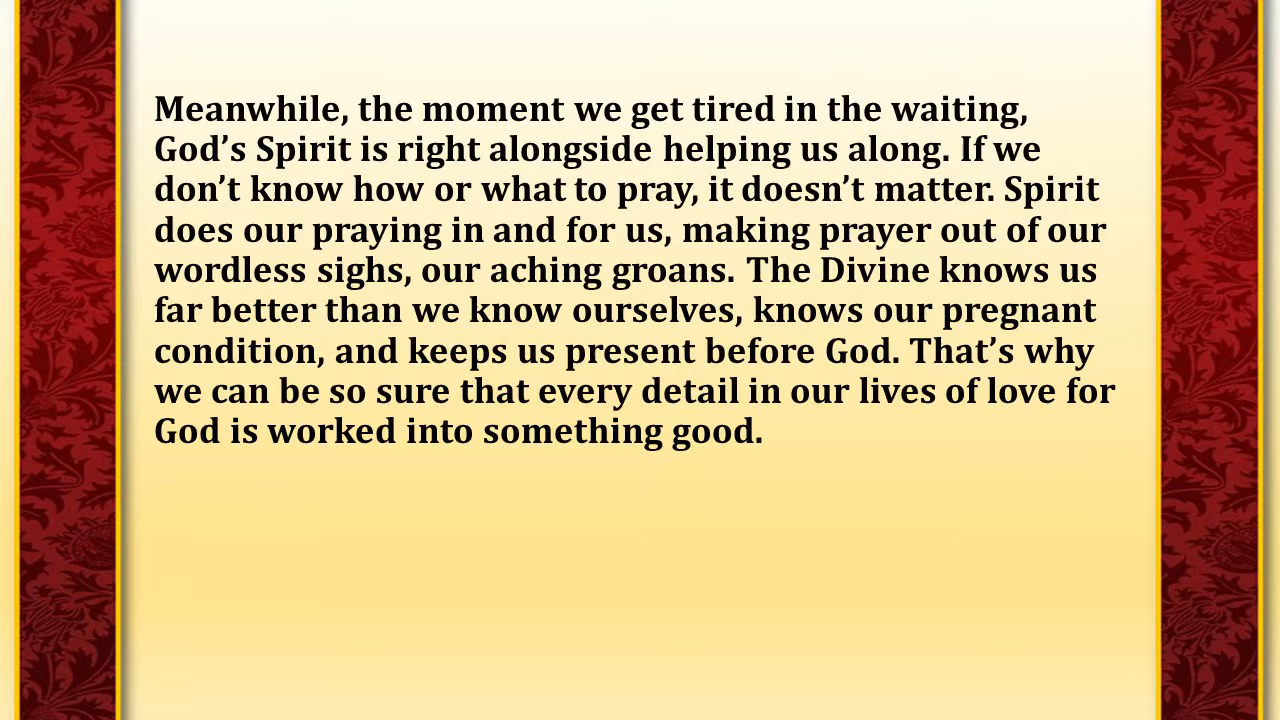 Meanwhile, the moment we get tired in the waiting,
God’s Spirit is right alongside helping us along. If we
don’t know how or what to pray, it doesn’t matter. Spirit
does our praying in and for us, making prayer out of our
wordless sighs, our aching groans. The Divine knows us
far better than we know ourselves, knows our pregnant
condition, and keeps us present before God. That’s why
we can be so sure that every detail in our lives of love for
God is worked into something good.